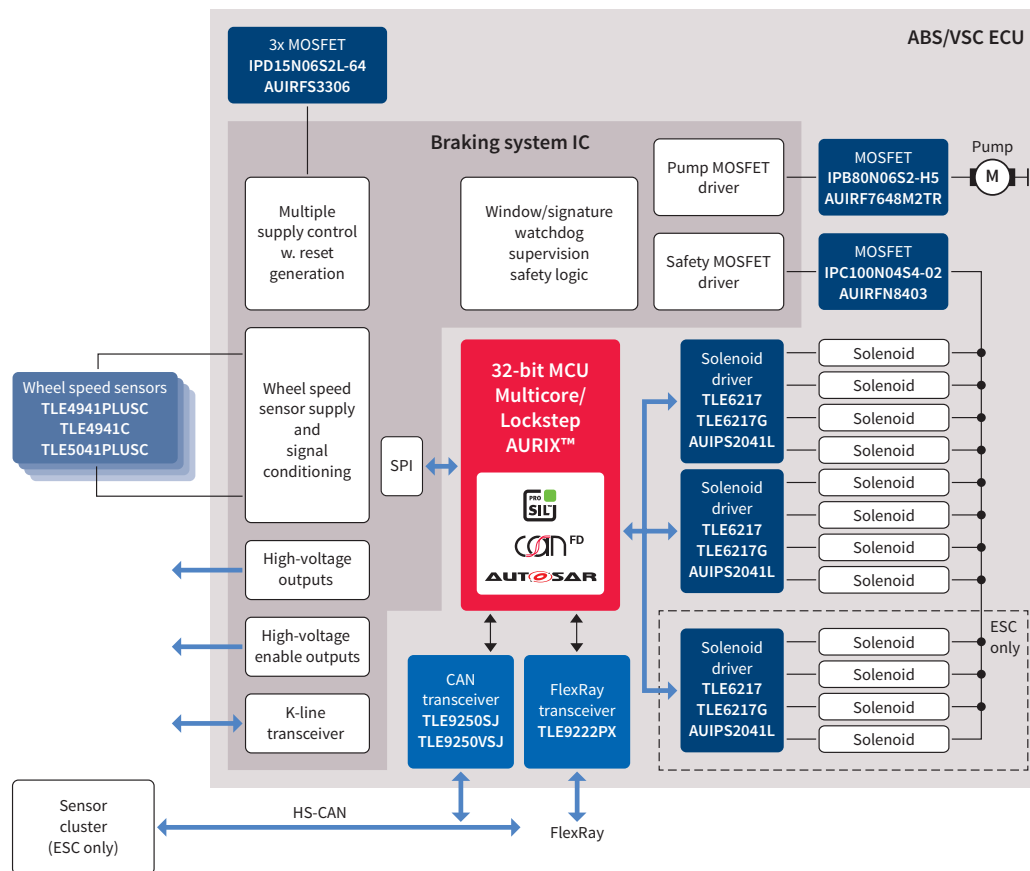 ABS/VSC ECU
3x MOSFET
IPD15N06S2L-64
AUIRFS3306
Braking system IC
Multiple
supply control
w. reset
generation
Window/signature
watchdog
supervision
safety logic
Pump MOSFET
driver
MOSFET
IPB80N06S2-H5
AUIRF7648M2TR
Pump
M
Safety MOSFET
driver
MOSFET
IPC100N04S4-02
AUIRFN8403
Wheel speed sensors
TLE4941PLUSC
TLE4941C
TLE5041PLUSC
Wheel speed
sensor supply
and
signal
conditioning
SPI
32-bit MCU
Multicore/
Lockstep
AURIX™
PRO
SIL
CAN FD
AUTOSAR
Solenoid
driver
TLE6217
TLE6217G
AUIPS2041L
Solenoid
Solenoid
Solenoid
Solenoid
Solenoid
driver
TLE6217
TLE6217G
AUIPS2041L
Solenoid
Solenoid
Solenoid
Solenoid
ESC
only
Solenoid
driver
TLE6217
TLE6217G
AUIPS2041L
Solenoid
Solenoid
Solenoid
Solenoid
High-voltage
outputs
High-voltage
enable outputs
K-line
transceiver
CAN
transceiver
TLE9250SJ
TLE9250VSJ
FlexRay
transceiver
TLE9222PX
Sensor
cluster
(ESC only)
HS-CAN
FlexRay